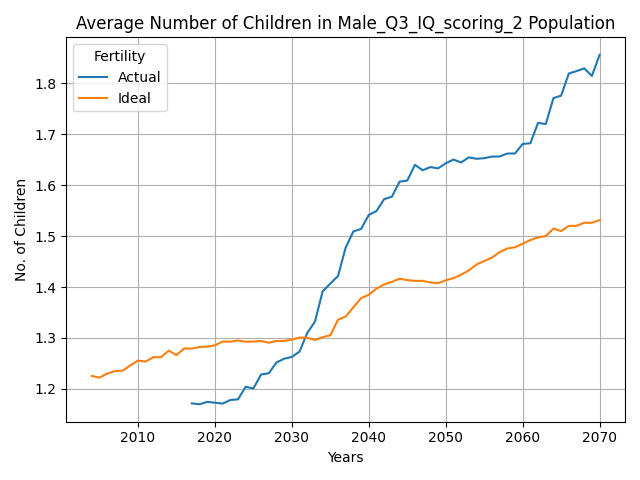 Average Number of Children in Male_Q3_IQ_scoring_2 Population
Fertility
Actual
Ideal
No. of Children
1.8
1.7
1.6
1.5
1.4
1.3
1.2
2010 2020 2030 2040 2050 2060 2070
Years